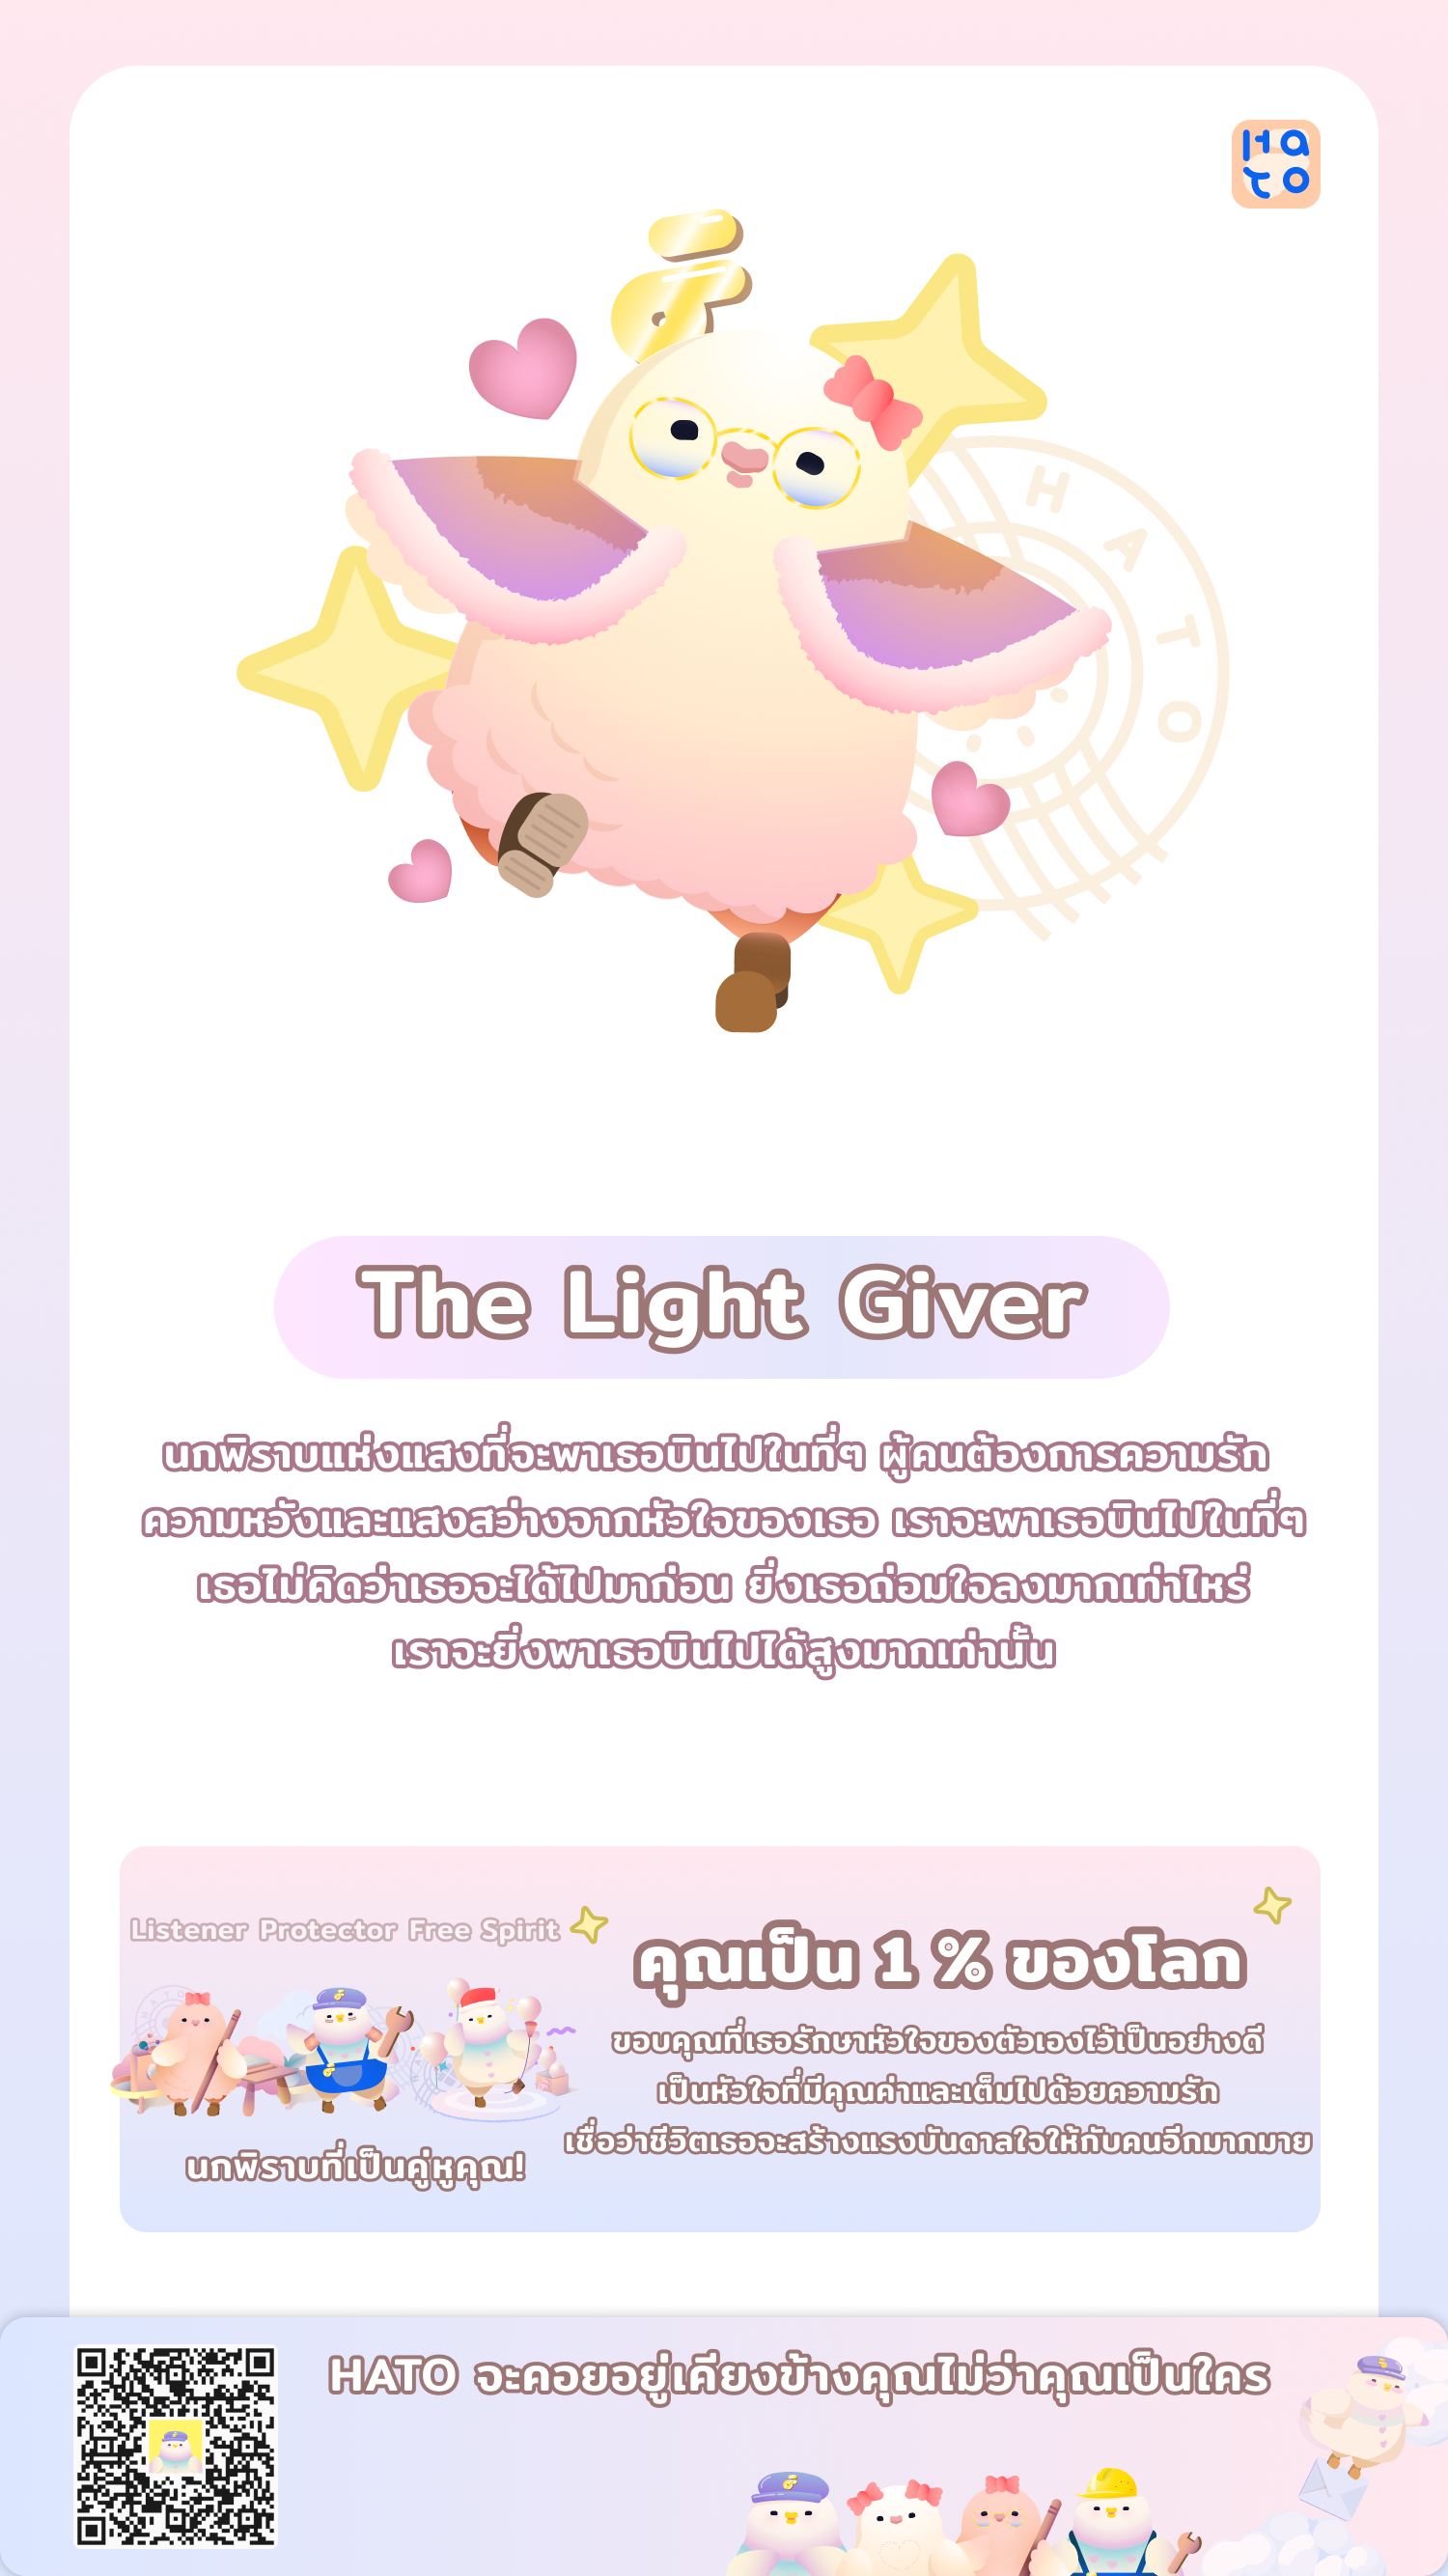 Hato
HATO
The Light Giver
นกพิราบแห่งแสงที่จะพาเธอบินไปในที่ๆ ผู้คนต้องการความรัก
ความหวังและแสงสว่างจากหัวใจของเธอ เราจะพาเธอบินไปในที่ๆ
เธอไม่คิดว่าเธอจะได้ไปมาก่อน ยิ่งเธอถ่อมใจลงมากเท่าไหร่
เราจะยิ่งพาเธอบินไปได้สูงมากเท่านั้น
Listener Protector Free Spirit
นกพิราบที่เป็นคู่หูคุณ!
คุณเป็น 1 % ของโลก
ขอบคุณที่เธอรักษาหัวใจของตัวเองไว้เป็นอย่างดี
เป็นหัวใจที่มีคุณค่าและเต็มไปด้วยความรัก
เชื่อว่าชีวิตเธอจะสร้างแรงบันดาลใจให้กับคนอีกมากมาย
HATO จะคอยอยู่เคียงข้างคุณไม่ว่าคุณเป็นใคร